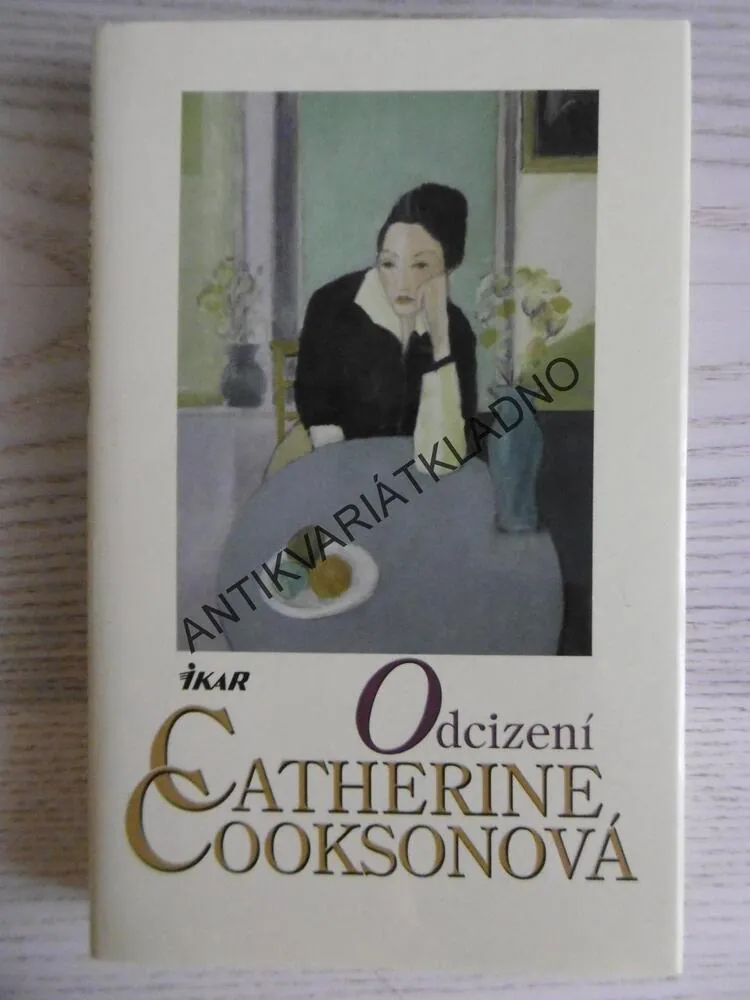 ANTIKVARIÁTKLADNO
IKAR
Odcizení
CATHERINE
COOKSONOVÁ